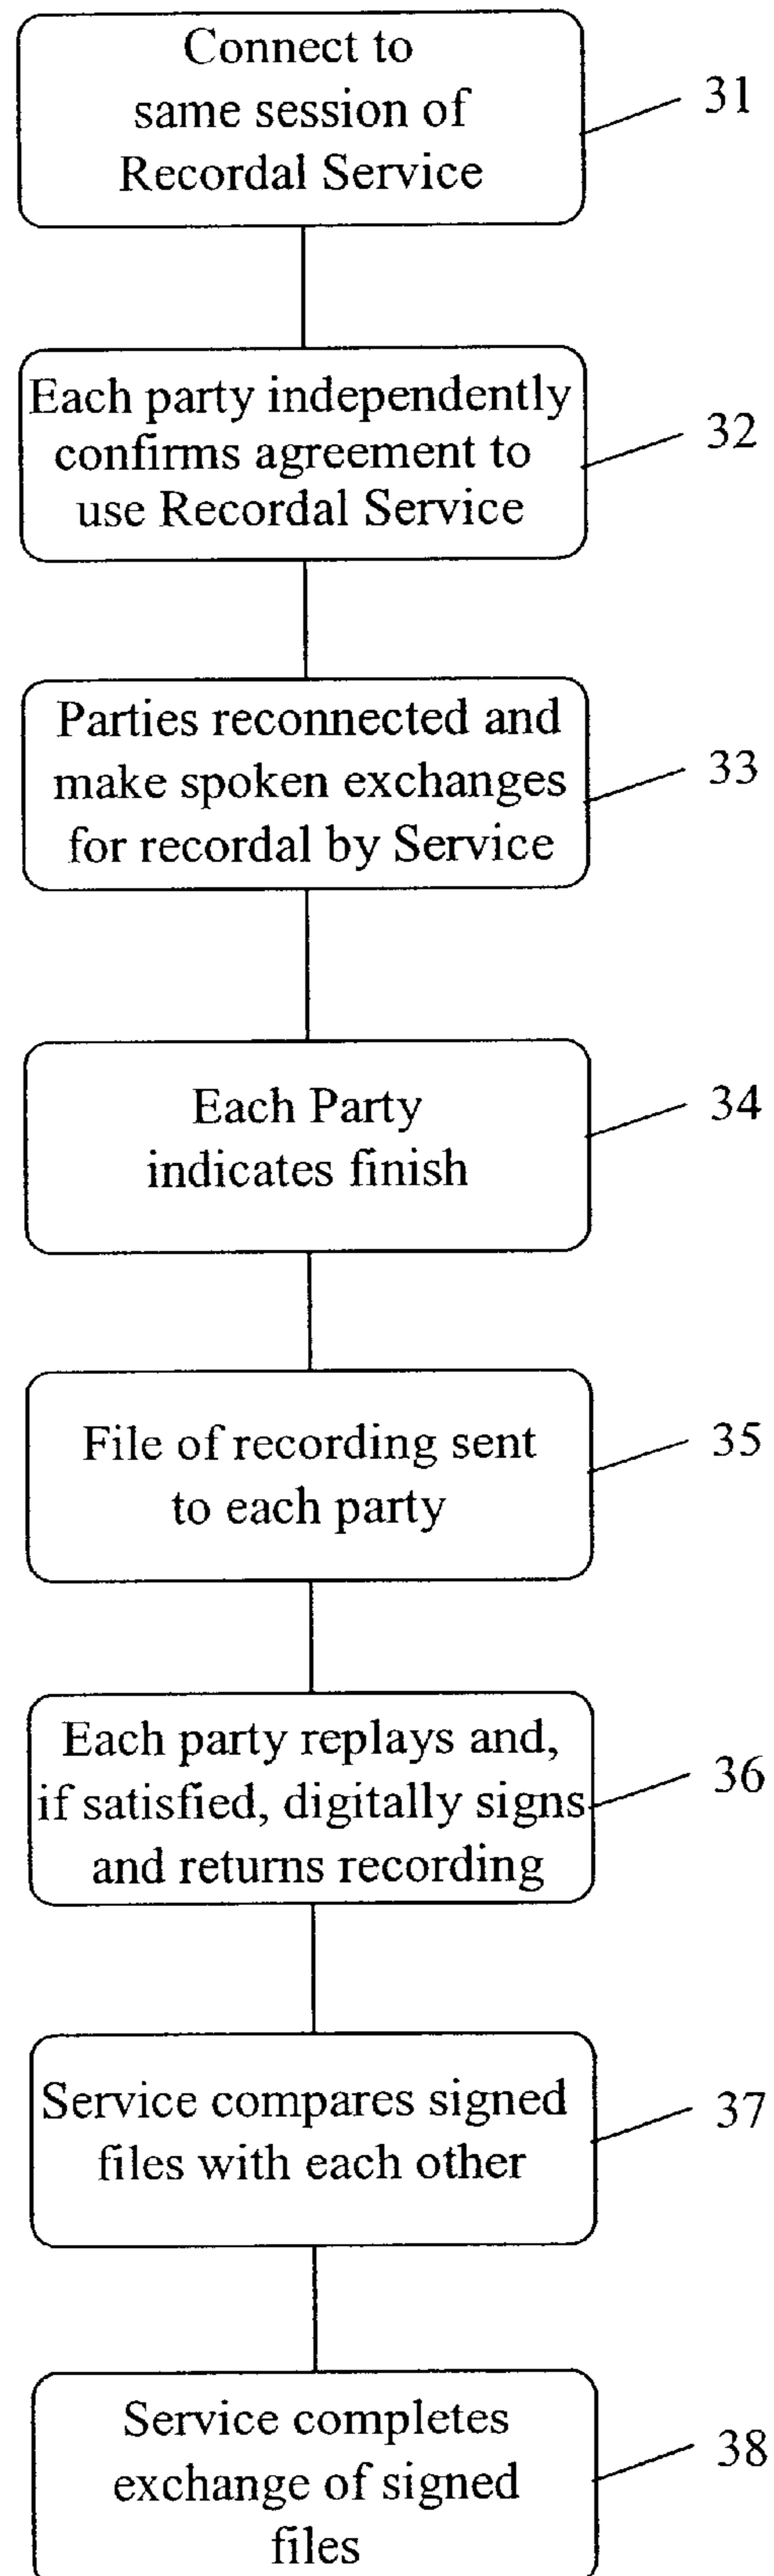 Connect to
same session of
Recordal Service
31
Each party independently
confirms agreement to
use Recordal Service
32
Parties reconnected and
make spoken exchanges
for recordal by Service
33
Each Party
indicates finish
34
File of recording sent
to each party
35
Each party replays and,
if satisfied, digitally signs
and returns recording
36
Service compares signed
files with each other
37
Service completes
exchange of signed
files
38